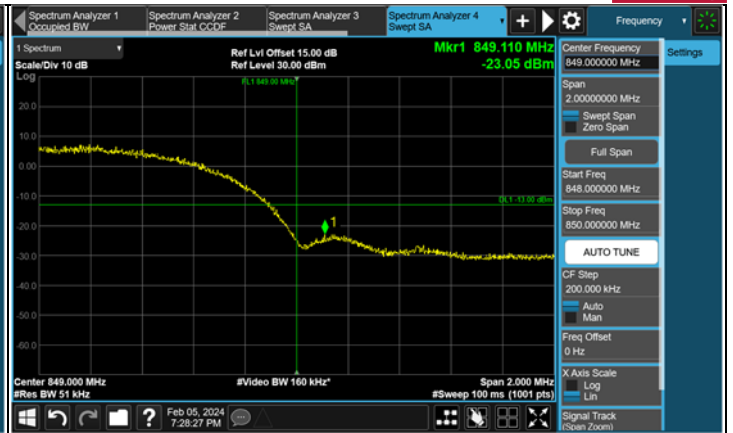 Spectrum Analyzer 1
Occupied BW
Spectrum Analyzer 2
Power Stat CCDF
Spectrum Analyzer 3
Swept SA
Spectrum Analyzer 4
Swept SA
Frequency
1 Spectrum
Scale/Div 10 dB
Log
Ref Lvl Offset 15.00 dB
Ref Level 30.00 dBm
Mkr1 849.110 MHz
-23.05 dBm
FL1 849.00 MHz
20.0
10.0
0.00
-10.0
-20.0
-30.0
-40.0
-50.0
-60.0
DL1 -13.00 dBm
1
Center 849.000 MHz
#Res BW 51 kHz
#Video BW 160 kHz*
Span 2.000 MHz
#Sweep 100 ms (1001 pts)
Feb 05, 2024
7:28:27 PM
Center Frequency
849.000000 MHz
Span
2.00000000 MHz
Swept Span
Zero Span
Full Span
Start Freq
848.000000 MHz
Stop Freq
850.000000 MHz
AUTO TUNE
CF Step
200.000 kHz
Auto
Man
Freq Offset
0 Hz
X Axis Scale
Log
Lin
Signal Track
(Span Zoom)
Settings